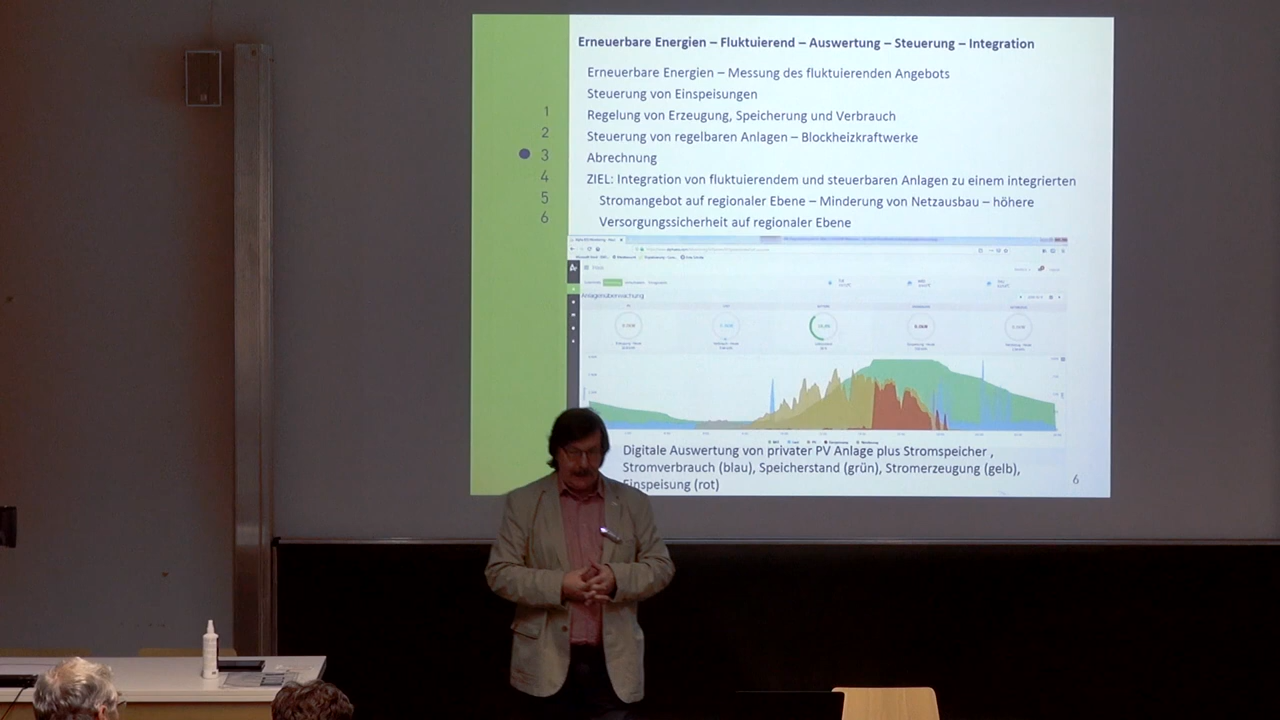 Erneuerbare Energien – Fluktuierend – Auswertung – Steuerung – Integration
Erneuerbare Energien – Messung des fluktuierenden Angebots
Steuerung von Einspeisungen
1 Regelung von Erzeugung, Speicherung und Verbrauch
2 Steuerung von regelbaren Anlagen – Blockheizkraftwerke
3 Abrechnung
4 ZIEL: Integration von fluktuierendem und steuerbaren Anlagen zu einem integrierten
5 Stromangebot auf regionaler Ebene – Minderung von Netzausbau – höhere
6 Versorgungssicherheit auf regionaler Ebene
Anlagenüberwachung
Digitale Auswertung von privater PV Anlage plus Stromspeicher ,
Stromverbrauch (blau), Speicherstand (grün), Stromerzeugung (gelb),
Einspeisung (rot)
6